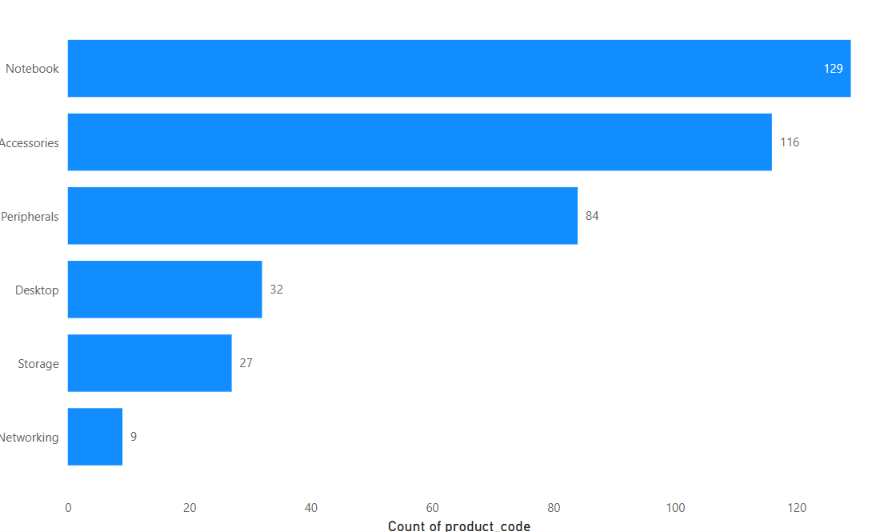 Notebook 129
Accessories 116
Peripherals 84
Desktop 32
Storage 27
Networking 9
0 20 40 60 80 100 120
Count of product_code